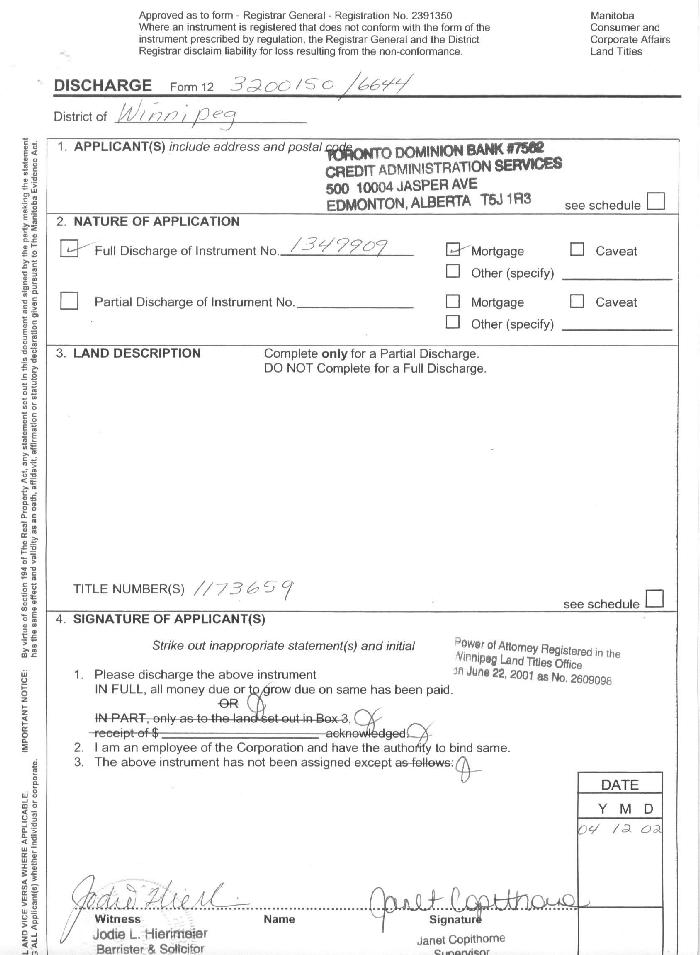 Approved as to form - Registrar General - Registration No. 2391350
Where an instrument is registered that does not conform with the form of the
instrument prescribed by regulation, the Registrar General and the District
Registrar disclaim liability for loss resulting from the non-conformance.
Manitoba
Consumer and
Corporate Affairs
Land Titles
DISCHARGE Form 12 3200150/6644
District of Winnipeg
1. APPLICANT(S) include address and postal code
TORONTO DOMINION BANK #7562
CREDIT ADMINISTRATION SERVICES
500 10004 JASPER AVE
EDMONTON, ALBERTA T5J 1R3
see schedule
2. NATURE OF APPLICATION
Full Discharge of Instrument No. 1347909 Mortgage Caveat
Other (specify)
Partial Discharge of Instrument No. Mortgage Caveat
Other (specify)
3. LAND DESCRIPTION Complete only for a Partial Discharge.
DO NOT Complete for a Full Discharge.
TITLE NUMBER(S) 1173659
see schedule
4. SIGNATURE OF APPLICANT(S)
Strike out inappropriate statement(s) and initial
Power of Attorney Registered in the
Winnipeg Land Titles Office
on June 22, 2001 as No. 2609098
1. Please discharge the above instrument
IN FULL, all money due or to grow due on same has been paid.
OR
IN PART, only as to the land set out in Box 3.
receipt of $ acknowledged
2. I am an employee of the Corporation and have the authority to bind same.
3. The above instrument has not been assigned except as follows:
DATE
Y M D
04 12 02
Janet Copithorne
Witness Name Signature
Jodie L. Hierlmeier
Barrister & Solicitor
Janet Copithorne
Supervisor
By virtue of Section 194 of The Real Property Act, any statement set out in this document and signed by the party making the statement
has the same effect and validity as an oath, affidavit, affirmation or statutory declaration given pursuant to The Manitoba Evidence Act.
IMPORTANT NOTICE:
L AND VICE VERSA WHERE APPLICABLE.
ALL Applicant(s) whether individual or corporate.